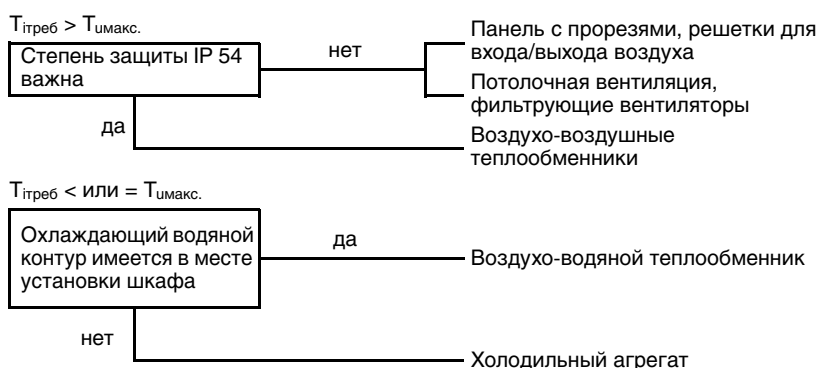 Tiтреб > Tuмакс.
Степень защиты IP 54
важна
нет
Панель с прорезями, решетки для
входа/выхода воздуха
Потолочная вентиляция,
фильтрующие вентиляторы
да
Воздухо-воздушные
теплообменники
Tiтреб < или = Tuмакс.
Охлаждающий водяной
контур имеется в месте
установки шкафа
да
Воздухо-водяной теплообменник
нет
Холодильный агрегат